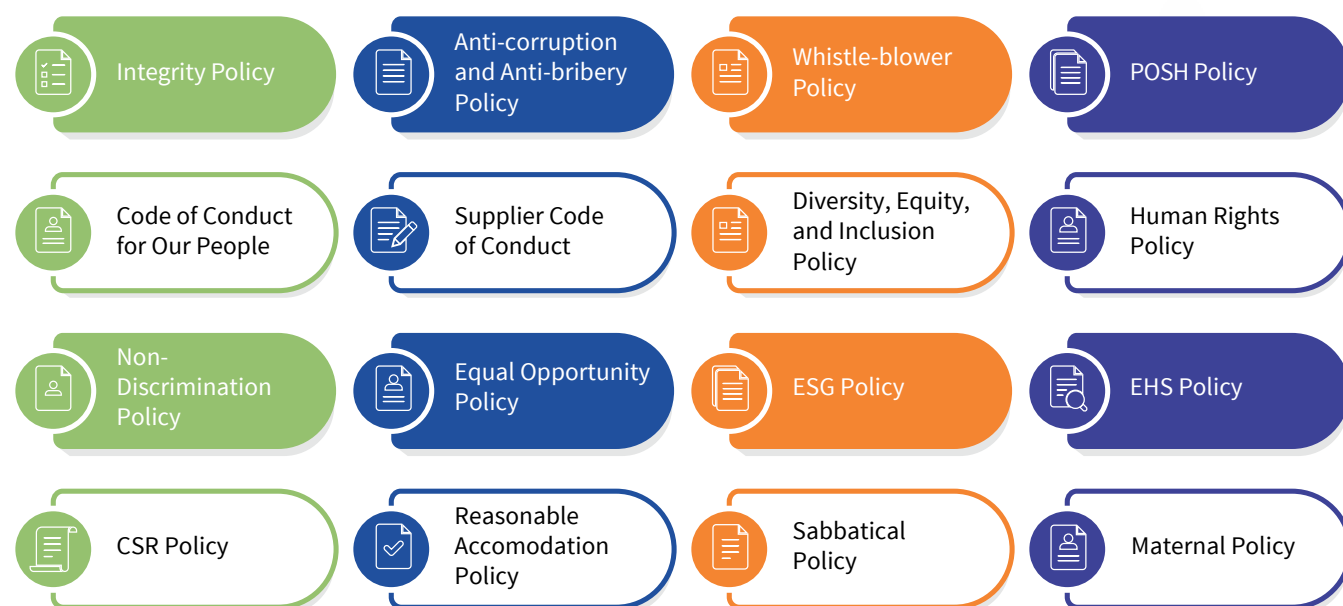 Integrity Policy
Anti-corruption
and Anti-bribery
Policy
Whistle-blower
Policy
POSH Policy
Code of Conduct
for Our People
Supplier Code
of Conduct
Diversity, Equity,
and Inclusion
Policy
Human Rights
Policy
Non-
Discrimination
Policy
Equal Opportunity
Policy
ESG Policy
EHS Policy
CSR Policy
Reasonable
Accomodation
Policy
Sabbatical
Policy
Maternal Policy